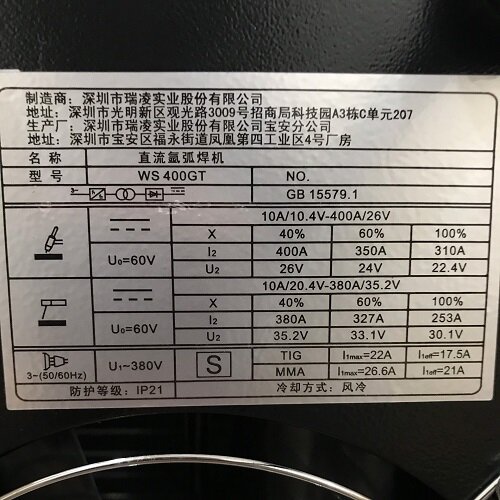 制造商：深圳市瑞凌实业股份有限公司
地址：深圳市光明新区观光路3009号招商局科技园A3栋C单元207
生产厂：深圳市瑞凌实业股份有限公司宝安分公司
地址：深圳市宝安区福永街道凤凰第四工业区4号厂房
名称 直流氩弧焊机
型号 WS 400GT NO.
GB 15579.1
10A/10.4V-400A/26V
X 40% 60% 100%
I2 400A 350A 310A
U0=60V U2 26V 24V 22.4V
10A/20.4V-380A/35.2V
X 40% 60% 100%
I2 380A 327A 253A
U0=60V U2 35.2V 33.1V 30.1V
3~(50/60Hz) U1~380V S TIG I1max=22A I1eff=17.5A
MMA I1max=26.6A I1eff=21A
防护等级：IP21 冷却方式：风冷